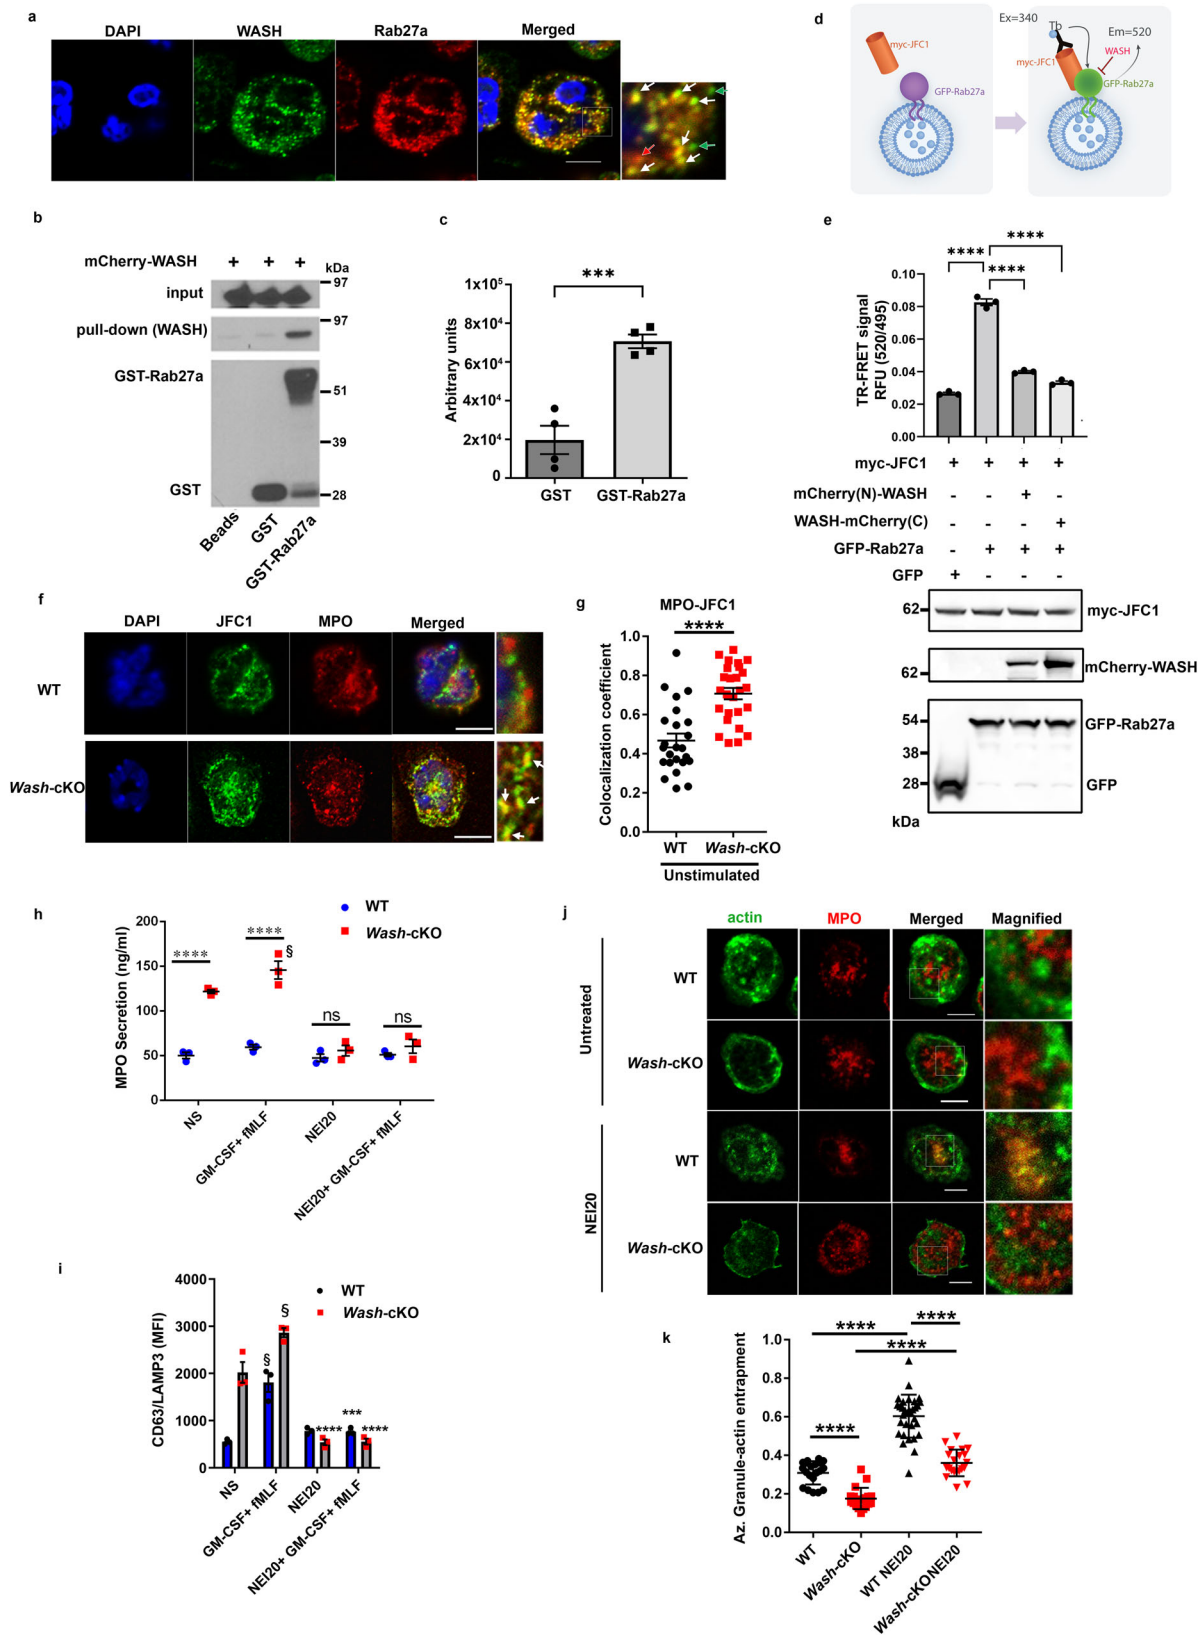 a
DAPI WASH Rab27a Merged
b
mCherry-WASH + + +
kDa
input
97
pull-down (WASH)
97
GST-Rab27a
51
39
GST
28
Beads GST GST-Rab27a
c
***
Arbitrary units
1x10⁵
8x10⁴
6x10⁴
4x10⁴
2x10⁴
0
GST GST-Rab27a
d
myc-JFC1
GFP-Rab27a
Ex=340
Tb
Em=520
WASH
myc-JFC1
GFP-Rab27a
e
****
**** ****
TR-FRET signal
RFU (520/495)
0.10
0.08
0.06
0.04
0.02
0.00
myc-JFC1 + + + +
mCherry(N)-WASH - - + -
WASH-mCherry(C) - - - +
GFP-Rab27a - + + +
GFP + - - -
62 myc-JFC1
62 mCherry-WASH
54 GFP-Rab27a
38
28 GFP
kDa
f
DAPI JFC1 MPO Merged
WT
Wash-cKO
g
MPO-JFC1
****
Colocalization coefficient
1.0
0.8
0.6
0.4
0.2
0.0
WT Wash-cKO
Unstimulated
h
WT
Wash-cKO
MPO Secretion (ng/ml)
200
150
100
50
0
**** **** § ns ns
NS GM-CSF+ fMLF NEI20 NEI20+ GM-CSF+ fMLF
i
WT
Wash-cKO
CD63/LAMP3 (MFI)
4000
3000
2000
1000
0
§ § **** *** ****
NS GM-CSF+ fMLF NEI20 NEI20+ GM-CSF+ fMLF
j
actin MPO Merged Magnified
Untreated
WT
Wash-cKO
NEI20
WT
Wash-cKO
k
**** ****
****
****
Az. Granule-actin entrapment
1.0
0.8
0.6
0.4
0.2
0.0
WT Wash-cKO WT NEI20 Wash-cKONEI20